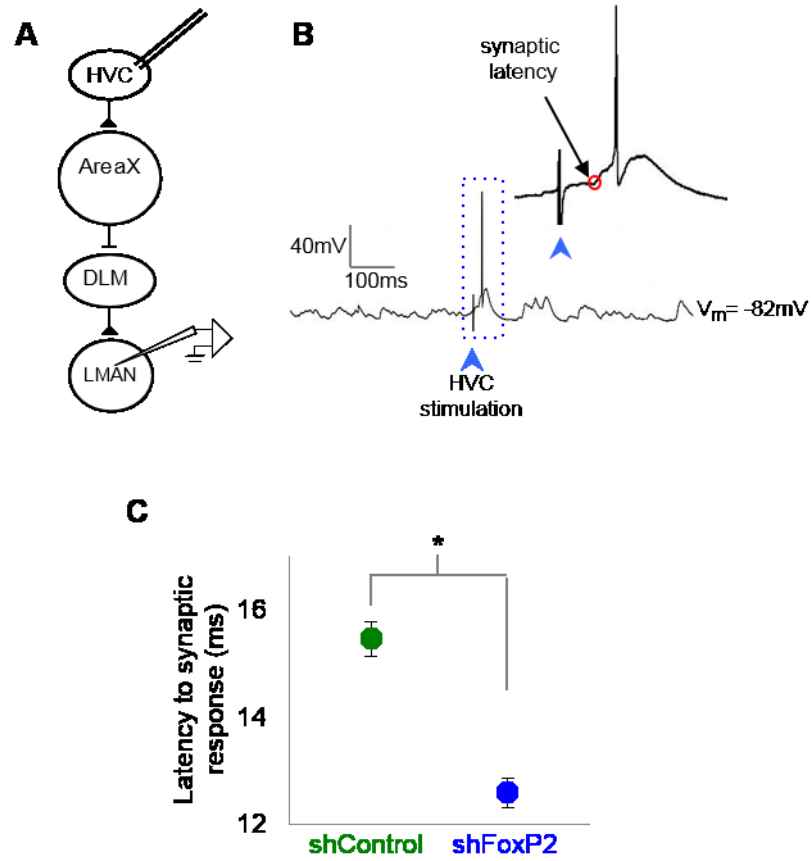 A
HVC
AreaX
DLM
LMAN
B
synaptic
latency
40mV
100ms
Vm= -82mV
HVC
stimulation
C
*
Latency to synaptic
response (ms)
16
14
12
shControl
shFoxP2